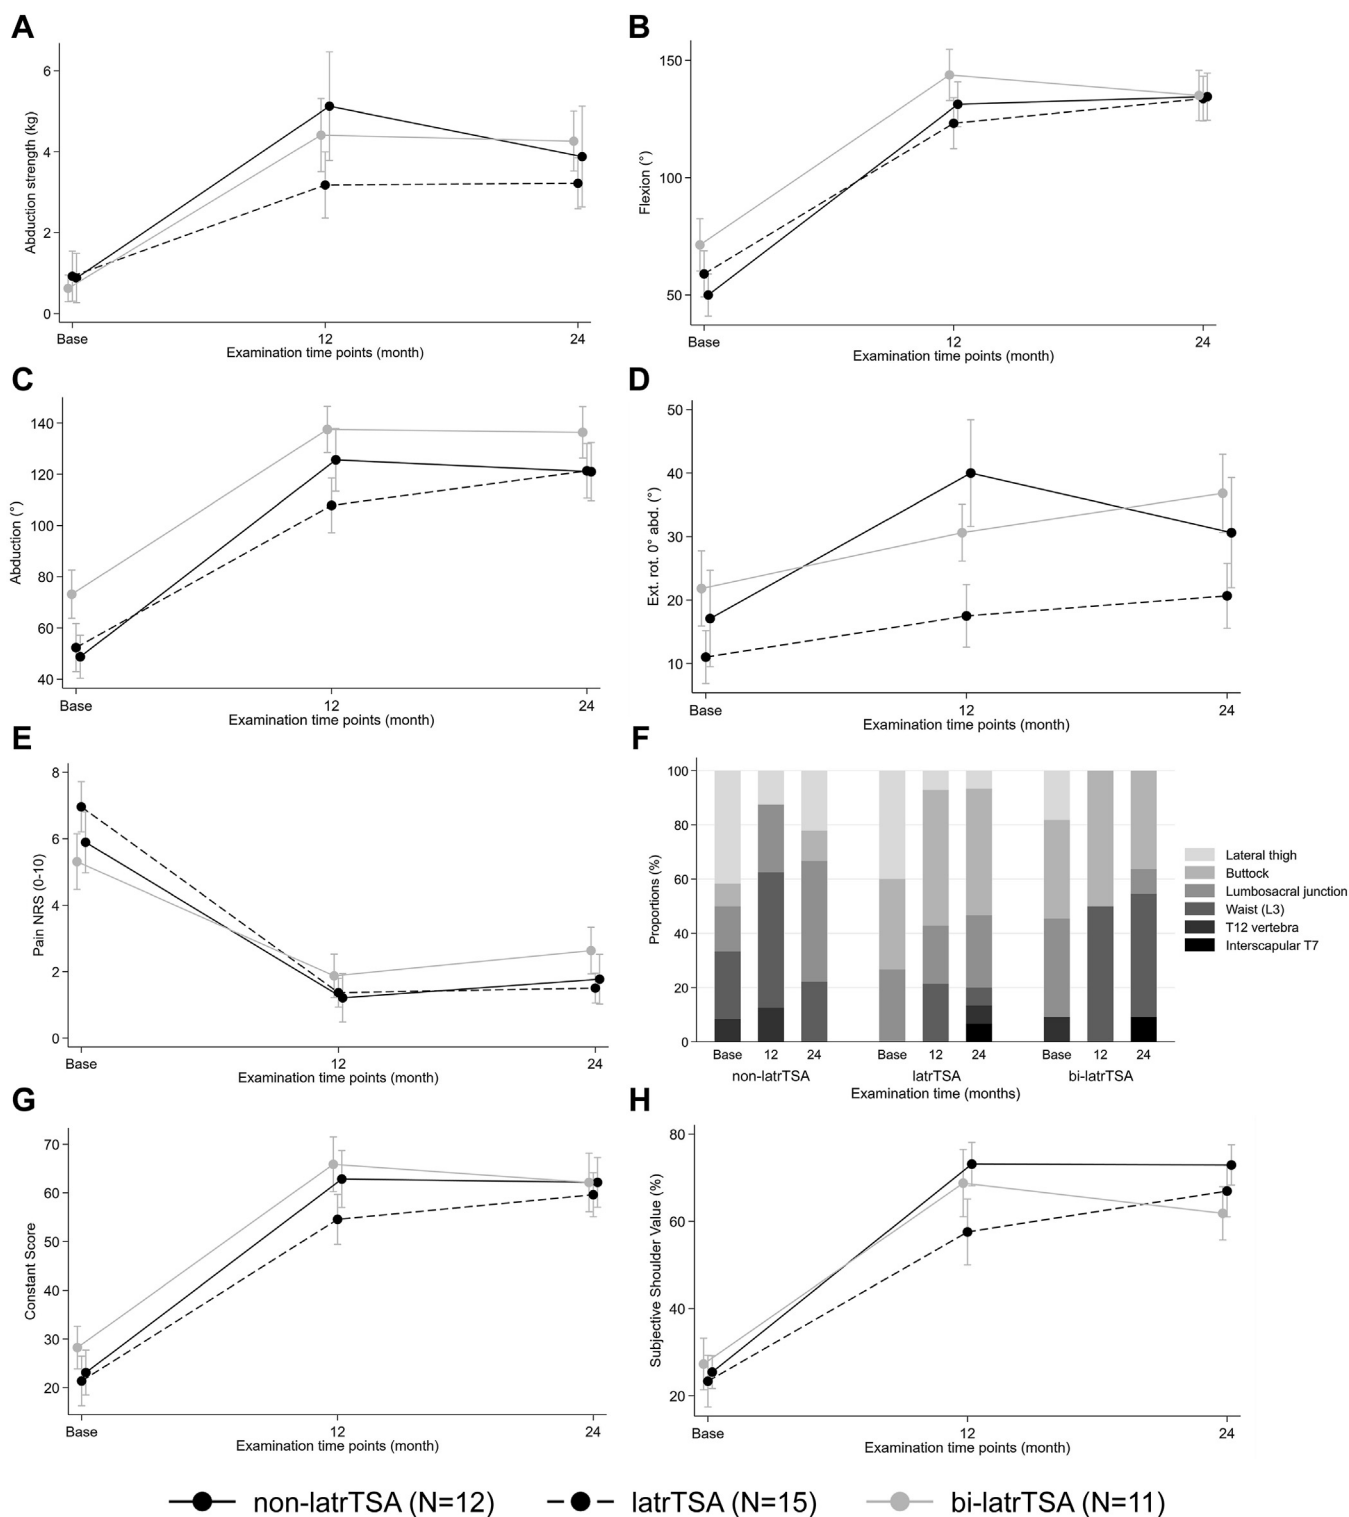 A
Abduction strength (kg)
6
4
2
0
Base
12
24
Examination time points (month)
B
Flexion (°)
150
100
50
Base
12
24
Examination time points (month)
C
Abduction (°)
140
120
100
80
60
40
Base
12
24
Examination time points (month)
D
Ext. rot. 0° abd. (°)
50
40
30
20
10
Base
12
24
Examination time points (month)
E
Pain NRS (0-10)
8
6
4
2
0
Base
12
24
Examination time points (month)
F
Proportions (%)
100
80
60
40
20
0
Base 12 24 Base 12 24 Base 12 24
non-latrTSA latrTSA bi-latrTSA
Examination time (months)
Lateral thigh
Buttock
Lumbosacral junction
Waist (L3)
T12 vertebra
Interscapular T7
G
Constant Score
70
60
50
40
30
20
Base
12
24
Examination time points (month)
H
Subjective Shoulder Value (%)
80
60
40
20
Base
12
24
Examination time points (month)
non-latrTSA (N=12) latrTSA (N=15) bi-latrTSA (N=11)